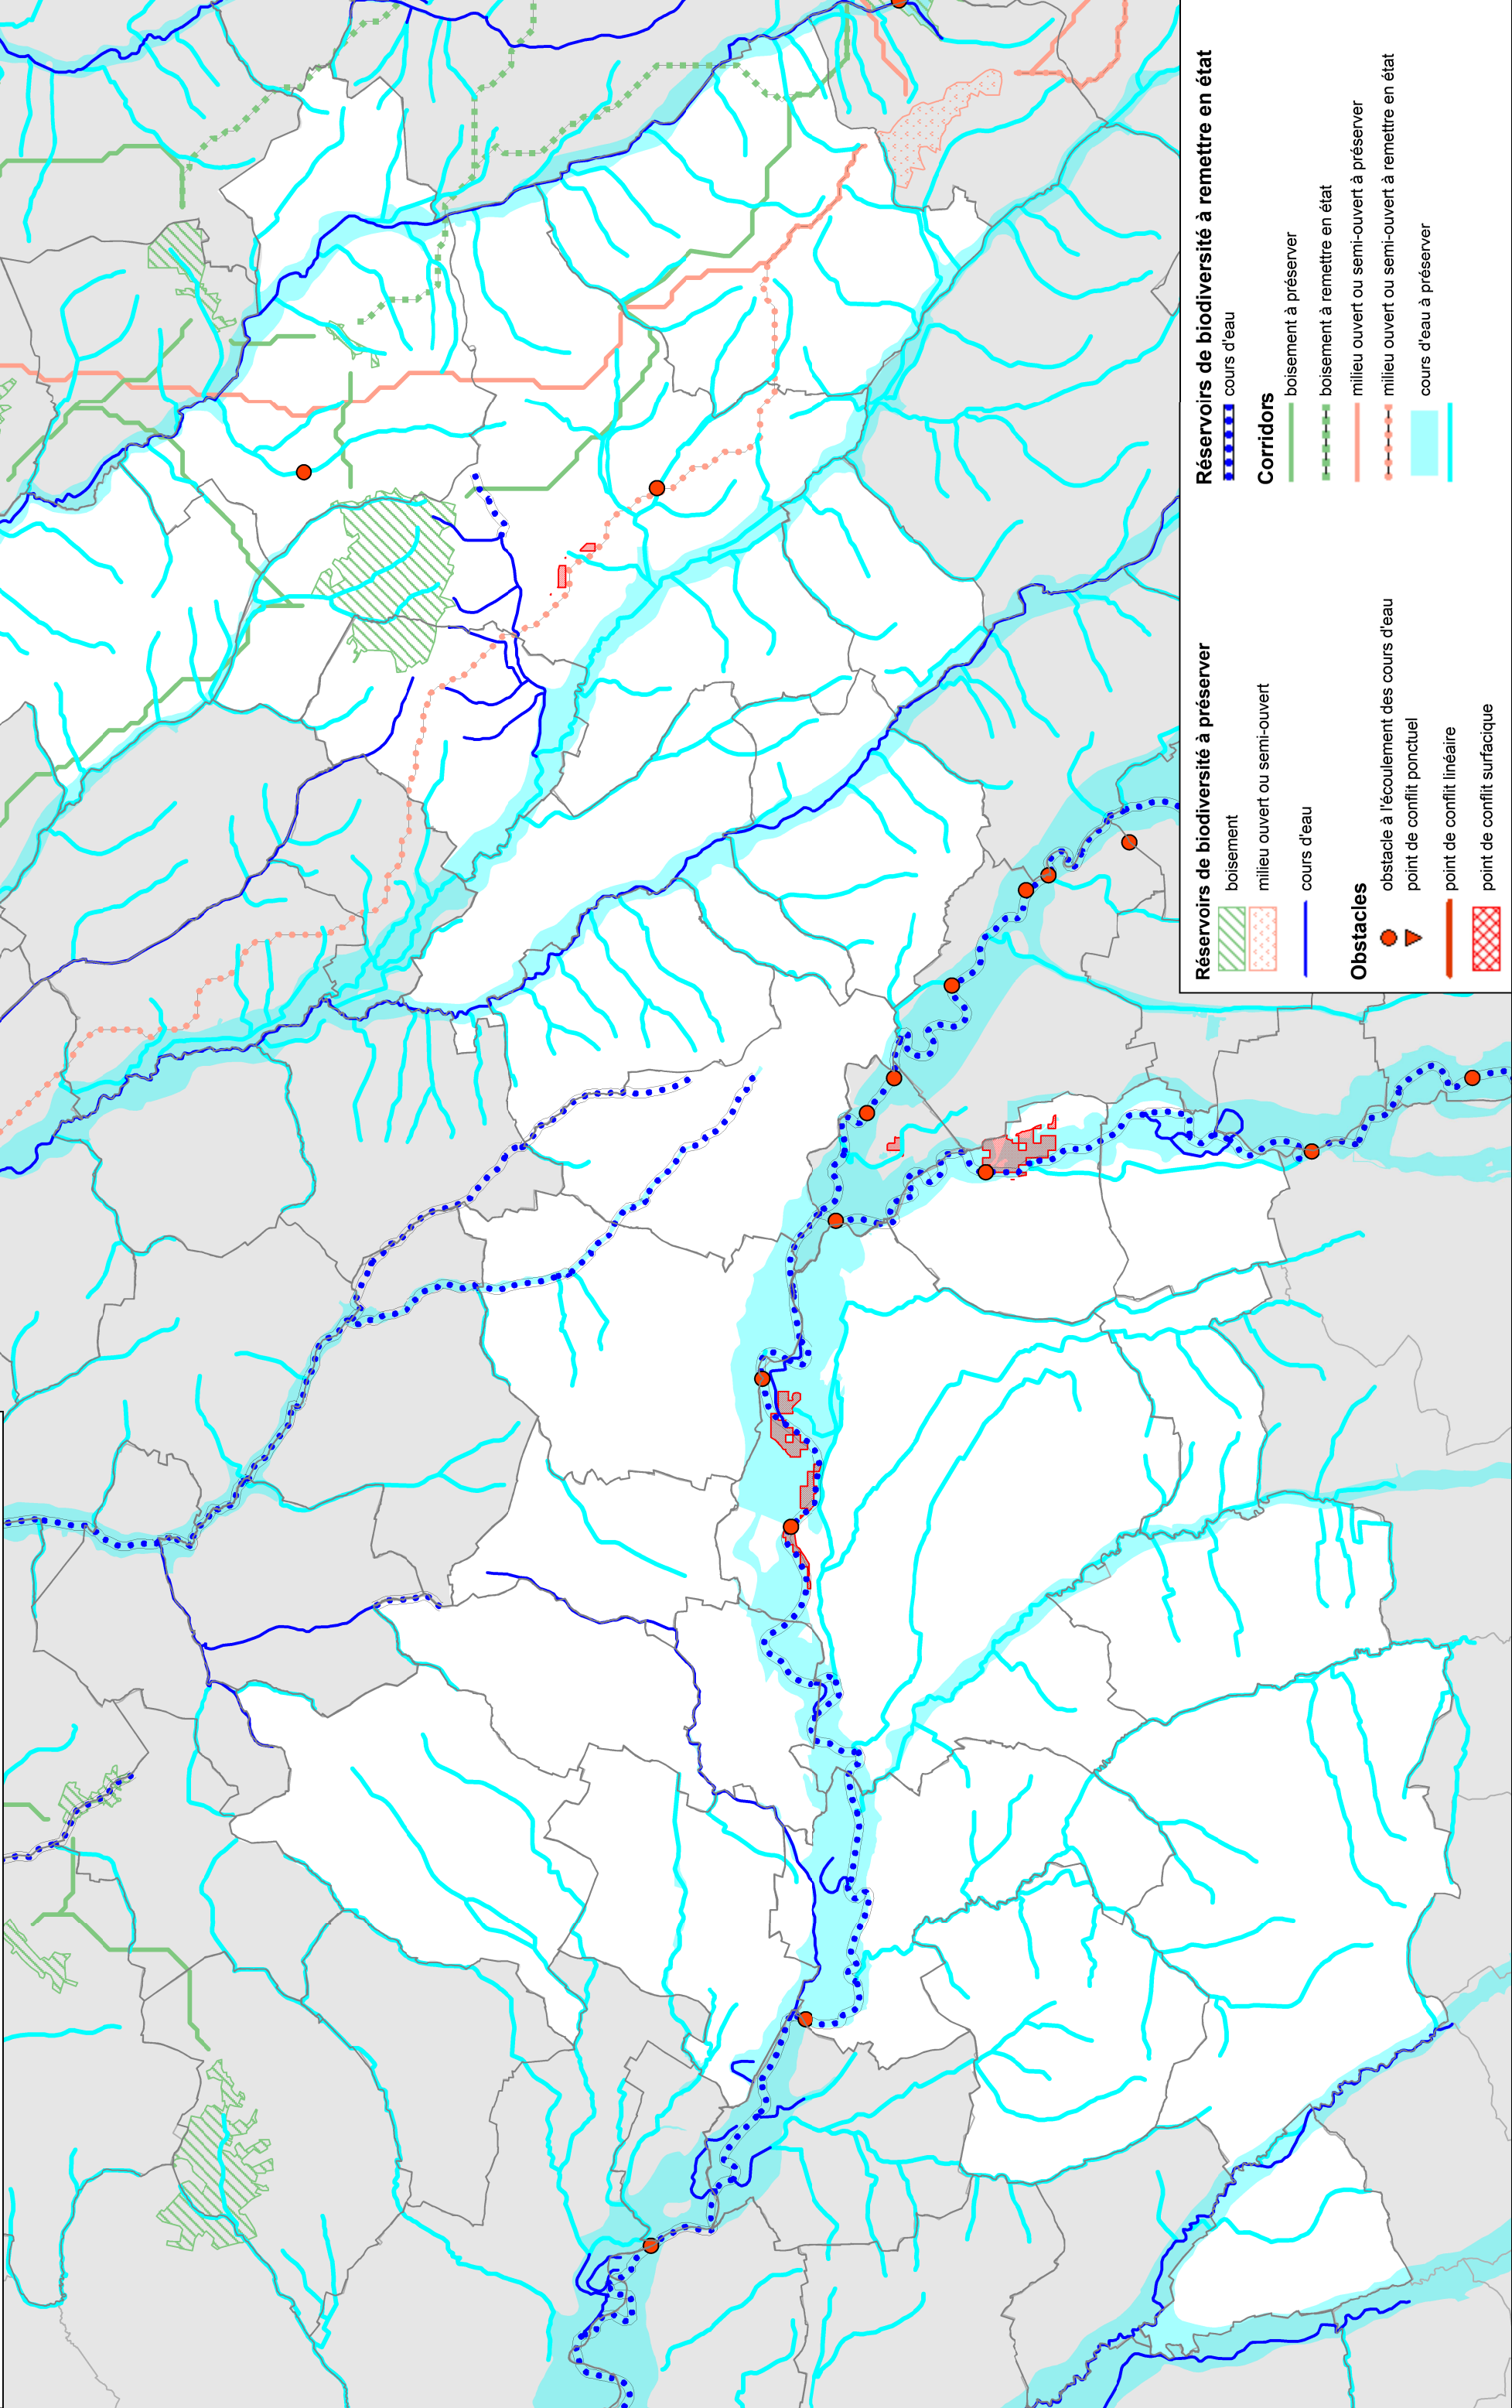 Réservoirs de biodiversité à préserver
boisement
milieu ouvert ou semi-ouvert
cours d'eau
Obstacles
obstacle à l'écoulement des cours d'eau
point de conflit ponctuel
point de conflit linéaire
point de conflit surfacique
Réservoirs de biodiversité à remettre en état
cours d'eau
Corridors
boisement à préserver
boisement à remettre en état
milieu ouvert ou semi-ouvert à préserver
milieu ouvert ou semi-ouvert à remettre en état
cours d'eau à préserver